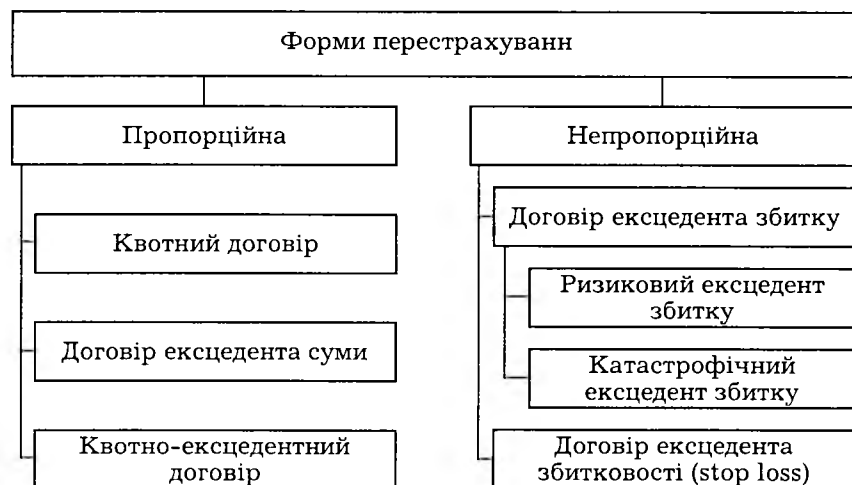 Форми перестрахуванн
Пропорційна
Квотний договір
Договір ексцедента суми
Квотно-ексцедентний
договір
Непропорційна
Договір ексцедента збитку
Ризиковий ексцедент
збитку
Катастрофічний
ексцедент збитку
Договір ексцедента
збитковості (stop loss)